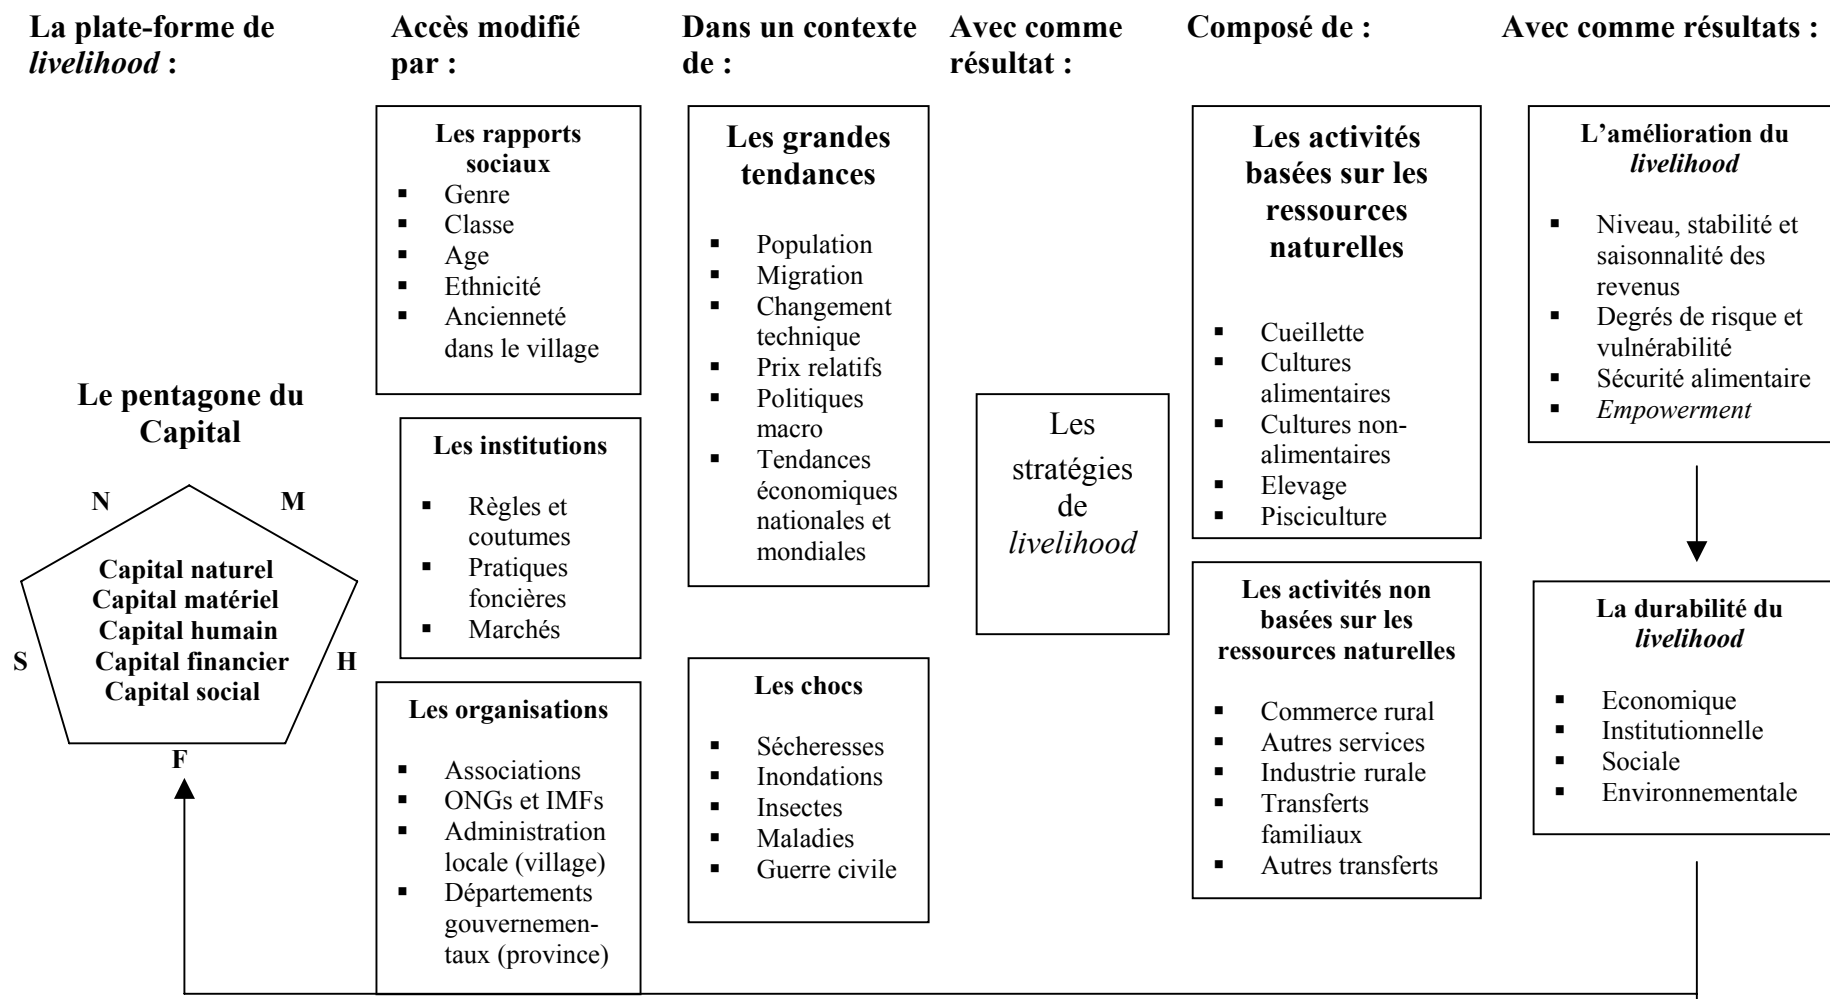 La plate-forme de
livelihood :
Accès modifié
par :
Dans un contexte
de :
Avec comme
résultat :
Composé de :
Avec comme résultats :
Le pentagone du
Capital
N
M
S
H
F
Capital naturel
Capital matériel
Capital humain
Capital financier
Capital social
Les rapports
sociaux
▪ Genre
▪ Classe
▪ Age
▪ Ethnicité
▪ Ancienneté
dans le village
Les institutions
▪ Règles et
coutumes
▪ Pratiques
foncières
▪ Marchés
Les organisations
▪ Associations
▪ ONGs et IMFs
▪ Administration
locale (village)
▪ Départements
gouvernemen-
taux (province)
Les grandes
tendances
▪ Population
▪ Migration
▪ Changement
technique
▪ Prix relatifs
▪ Politiques
macro
▪ Tendances
économiques
nationales et
mondiales
Les chocs
▪ Sécheresses
▪ Inondations
▪ Insectes
▪ Maladies
▪ Guerre civile
Les
stratégies
de
livelihood
Les activités
basées sur les
ressources
naturelles
▪ Cueillette
▪ Cultures
alimentaires
▪ Cultures non-
alimentaires
▪ Elevage
▪ Pisciculture
Les activités non
basées sur les
ressources naturelles
▪ Commerce rural
▪ Autres services
▪ Industrie rurale
▪ Transferts
familiaux
▪ Autres transferts
L’amélioration du
livelihood
▪ Niveau, stabilité et
saisonnalité des
revenus
▪ Degrés de risque et
vulnérabilité
▪ Sécurité alimentaire
▪ Empowerment
La durabilité du
livelihood
▪ Economique
▪ Institutionnelle
▪ Sociale
▪ Environnementale